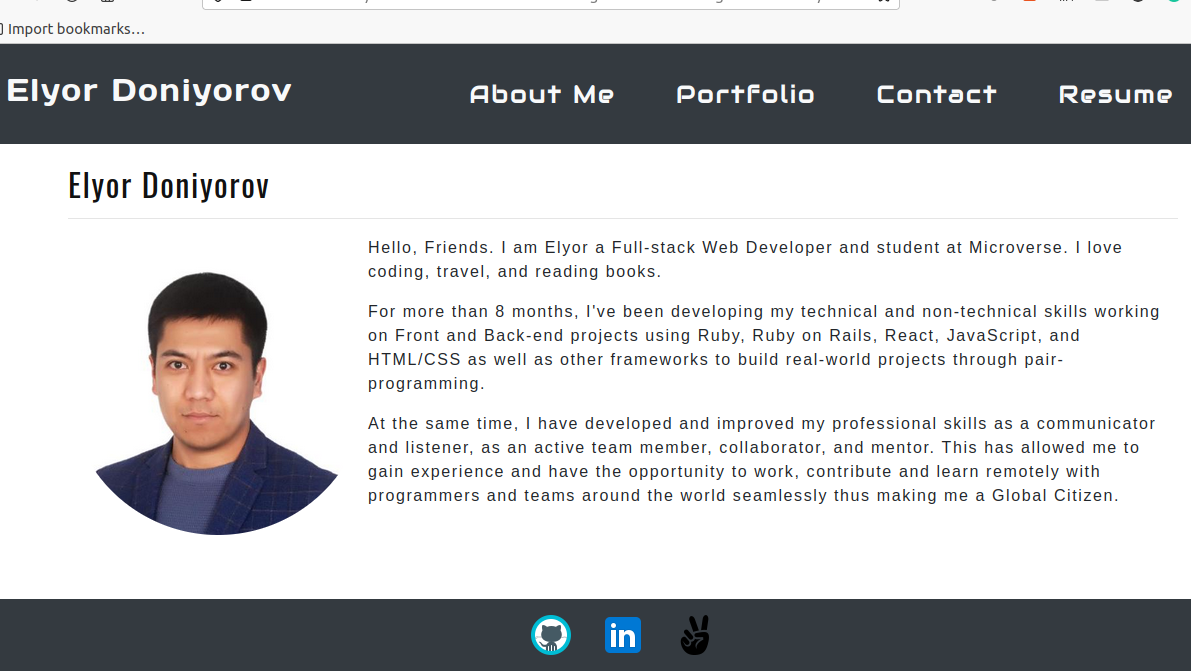 Import bookmarks…
Elyor Doniyorov
About Me
Portfolio
Contact
Resume
Elyor Doniyorov
Hello, Friends. I am Elyor a Full-stack Web Developer and student at Microverse. I love
coding, travel, and reading books.
For more than 8 months, I've been developing my technical and non-technical skills working
on Front and Back-end projects using Ruby, Ruby on Rails, React, JavaScript, and
HTML/CSS as well as other frameworks to build real-world projects through pair-
programming.
At the same time, I have developed and improved my professional skills as a communicator
and listener, as an active team member, collaborator, and mentor. This has allowed me to
gain experience and have the opportunity to work, contribute and learn remotely with
programmers and teams around the world seamlessly thus making me a Global Citizen.
in